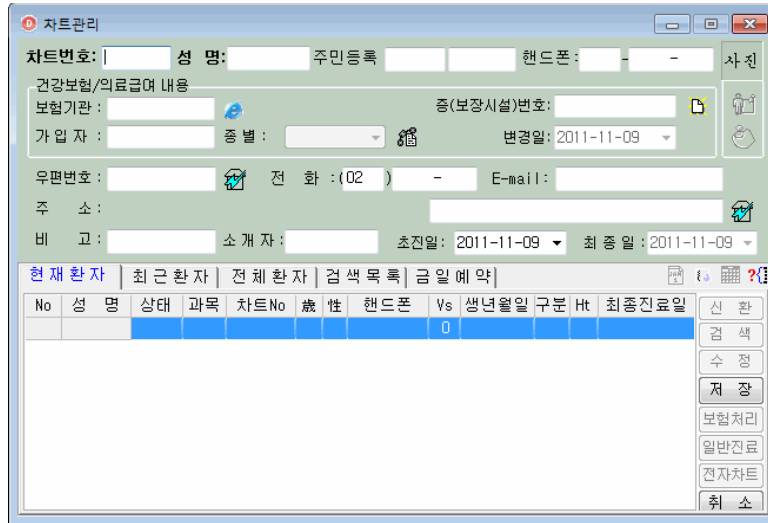 차트관리
차트번호: 성 명: 주민등록 핸드폰: - - 사진
건강보험/의료급여 내용
보험기관: 증(보장시설)번호:
가 입 자 : 종 별 : 변경일: 2011-11-09
우편번호: 전 화 :(02 ) - E-mail:
주 소:
비 고: 소 개 자: 초진일: 2011-11-09 최 종 일: 2011-11-09
현재환자 최근환자 전체환자 검색목록 금일예약
No 성 명 상태 과목 차트No 歲 性 핸드폰 Vs 생년월일 구분 Ht 최종진료일
0
신 환
검 색
수 정
저 장
보험처리
일반진료
전자차트
취 소